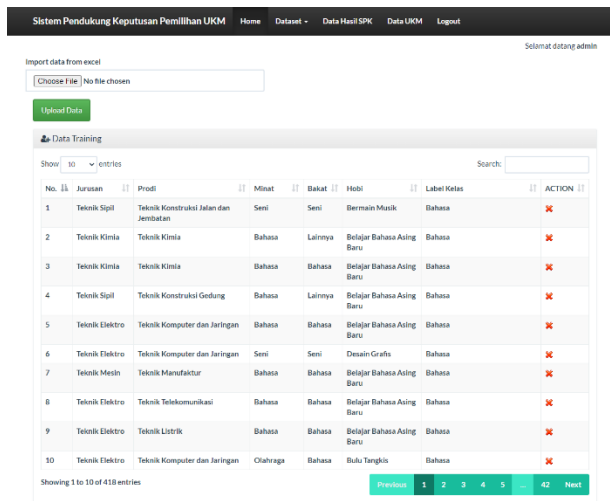 Sistem Pendukung Keputusan Pemilihan UKM Home Dataset Data Hasil SPK Data UKM Logout
Selamat datang admin
Import data from excel
Choose File No file chosen
Upload Data
Data Training
Show 10 entries Search:
No. Jurusan Prodi Minat Bakat Hobi Label Kelas ACTION
1 Teknik Sipil Teknik Konstruksi Jalan dan Seni Seni Bermain Musik Bahasa
Jembatan
2 Teknik Kimia Teknik Kimia Bahasa Lainnya Belajar Bahasa Asing Bahasa
Baru
3 Teknik Kimia Teknik Kimia Bahasa Bahasa Belajar Bahasa Asing Bahasa
Baru
4 Teknik Sipil Teknik Konstruksi Gedung Bahasa Lainnya Belajar Bahasa Asing Bahasa
Baru
5 Teknik Elektro Teknik Komputer dan Jaringan Bahasa Bahasa Belajar Bahasa Asing Bahasa
Baru
6 Teknik Elektro Teknik Komputer dan Jaringan Seni Seni Desain Grafis Bahasa
7 Teknik Mesin Teknik Manufaktur Bahasa Bahasa Belajar Bahasa Asing Bahasa
Baru
8 Teknik Elektro Teknik Telekomunikasi Bahasa Bahasa Belajar Bahasa Asing Bahasa
Baru
9 Teknik Elektro Teknik Listrik Bahasa Bahasa Belajar Bahasa Asing Bahasa
Baru
10 Teknik Elektro Teknik Komputer dan Jaringan Olahraga Bahasa Bulu Tangkis Bahasa
Showing 1 to 10 of 418 entries Previous 1 2 3 4 5 ... 42 Next